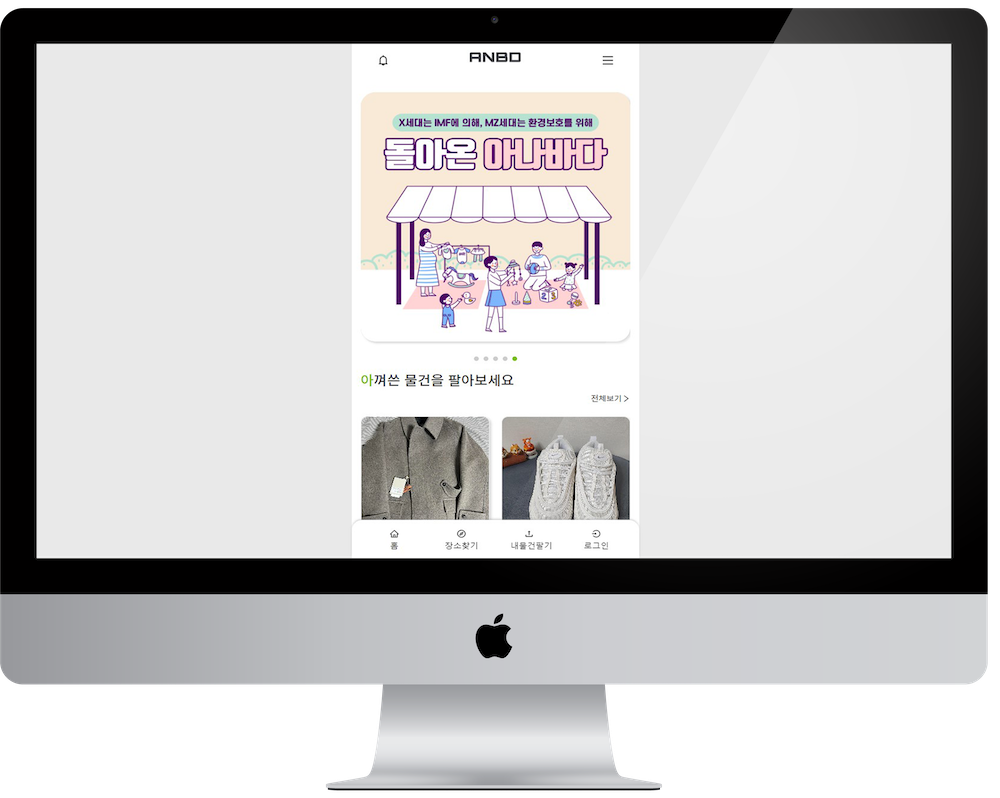 ANBD
X세대는 IMF에 의해, MZ세대는 환경보호를 위해
돌아온 아나바다
2 3
아껴쓴 물건을 팔아보세요
전체보기 >
홈 장소찾기 내물건팔기 로그인